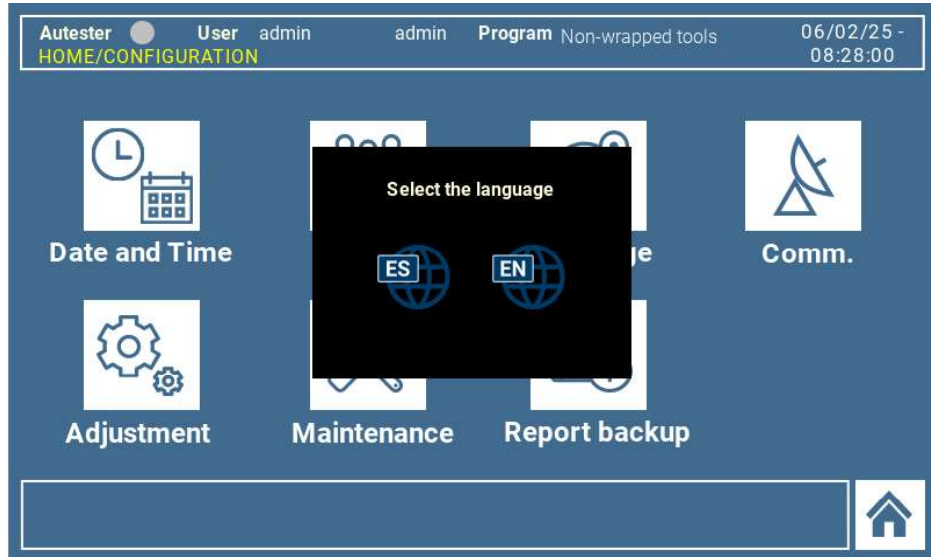 Autester User admin admin Program Non-wrapped tools 06/02/25 -
HOME/CONFIGURATION 08:28:00
Select the language
ES EN
Date and Time Comm.
Adjustment Maintenance Report backup